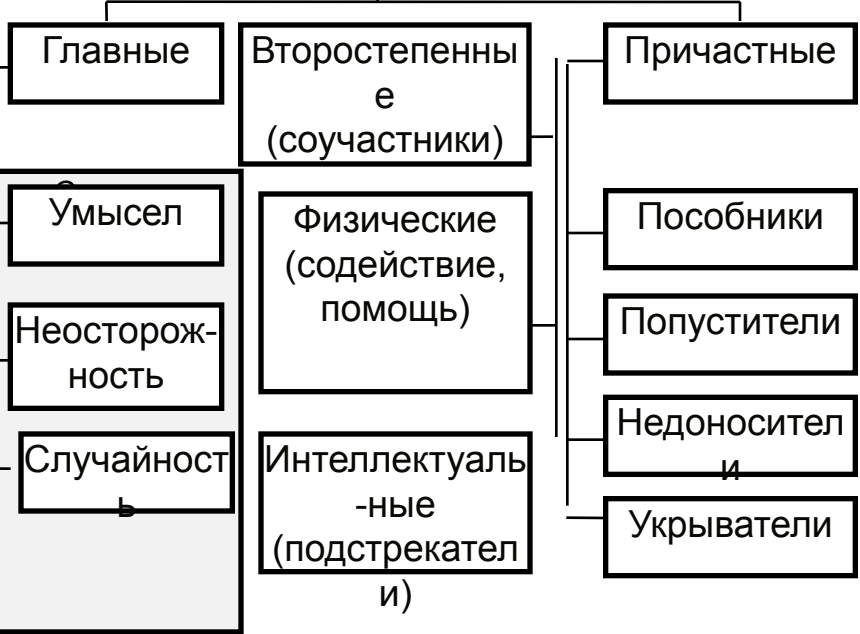 Главные
Второстепенны
е
(соучастники)
Причастные
Умысел
Неосторож-
ность
Случайност
ь
Физические
(содействие,
помощь)
Интеллектуаль
-ные
(подстрекател
и)
Пособники
Попустители
Недоносител
и
Укрыватели